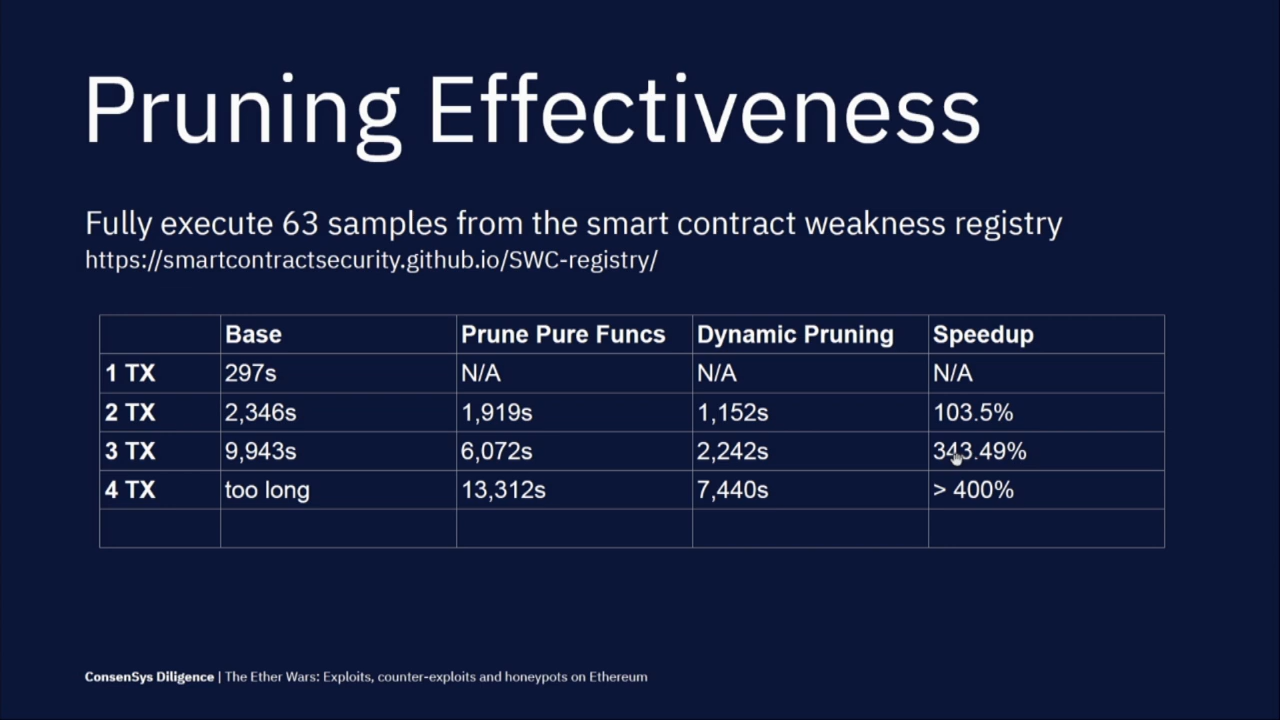 Pruning Effectiveness
Fully execute 63 samples from the smart contract weakness registry
https://smartcontractsecurity.github.io/SWC-registry/
Base Prune Pure Funcs Dynamic Pruning Speedup
1 TX 297s N/A N/A N/A
2 TX 2,346s 1,919s 1,152s 103.5%
3 TX 9,943s 6,072s 2,242s 343.49%
4 TX too long 13,312s 7,440s > 400%
ConsenSys Diligence | The Ether Wars: Exploits, counter-exploits and honeypots on Ethereum